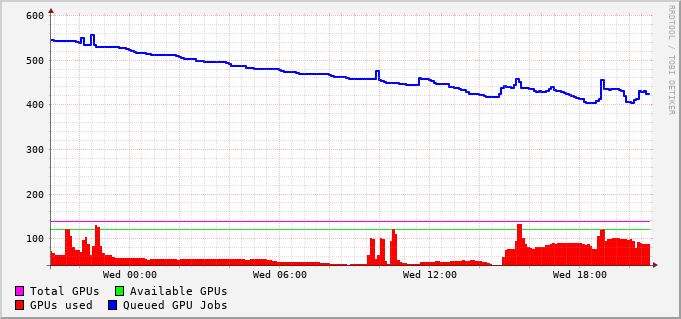 600
500
400
300
200
100
Wed 00:00 Wed 06:00 Wed 12:00 Wed 18:00
Total GPUs Available GPUs
GPUs used Queued GPU Jobs
RRDTOOL / TOBI OETIKER